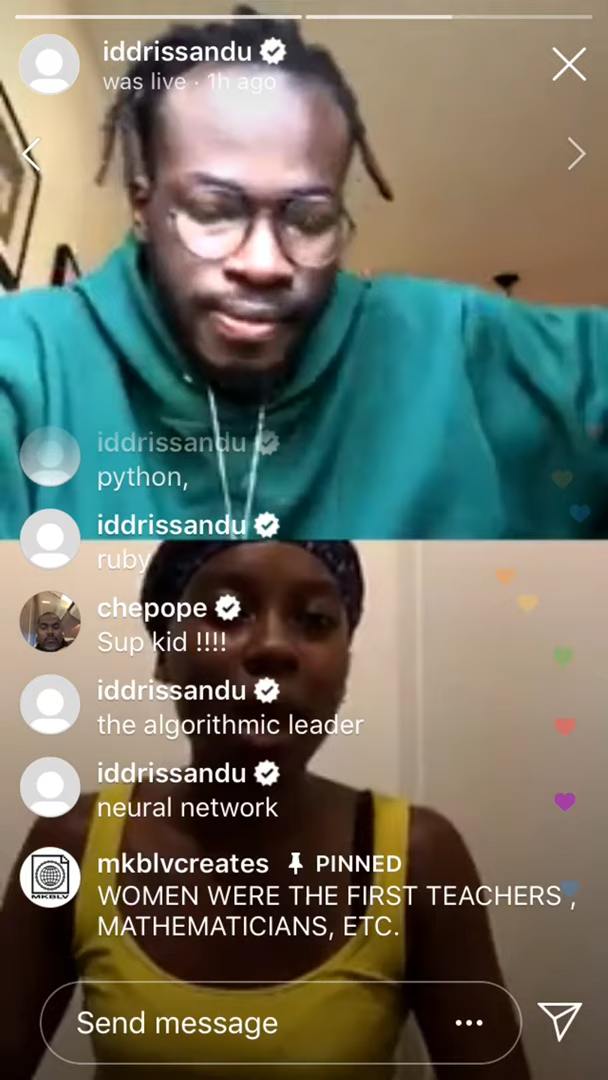 iddrissandu
was live · 1h ago
iddrissandu
python,
iddrissandu
ruby
chepope
Sup kid !!!!
iddrissandu
the algorithmic leader
iddrissandu
neural network
MKBLV
mkblvcreates PINNED
WOMEN WERE THE FIRST TEACHERS ,
MATHEMATICIANS, ETC.
Send message